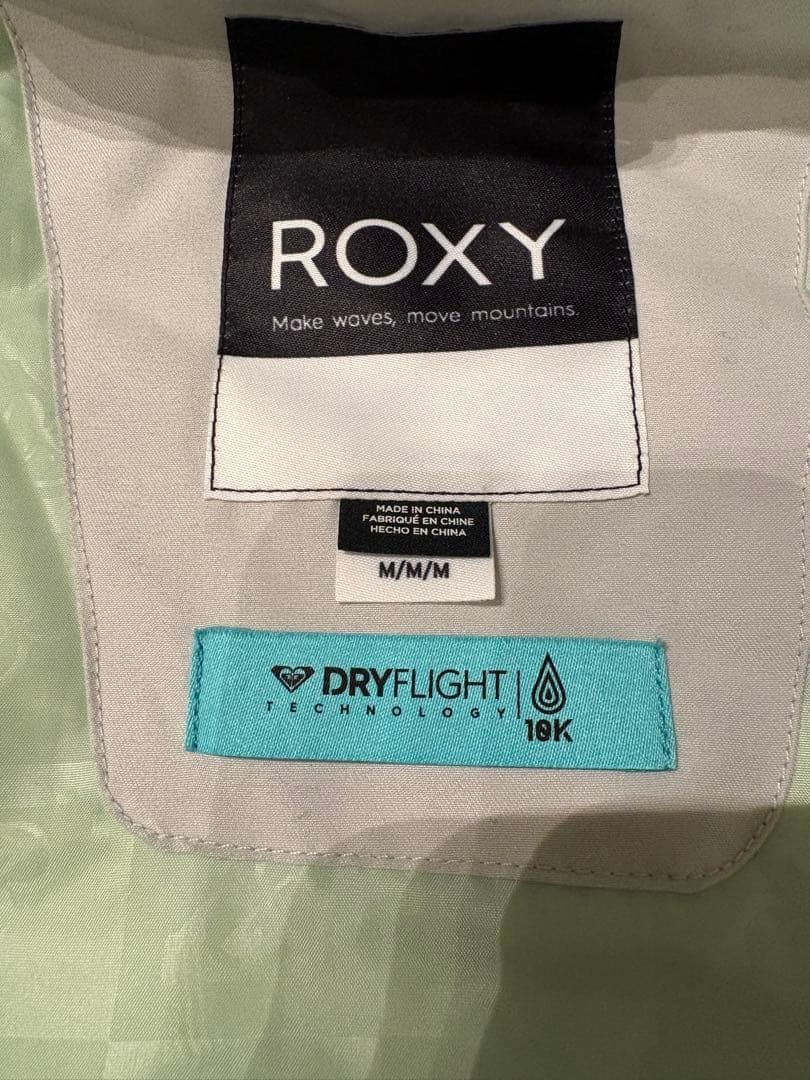 ROXY
Make waves, move mountains.
MADE IN CHINA
FABRIQUÉ EN CHINE
HECHO EN CHINA
M/M/M
DRYFLIGHT
TECHNOLOGY
10K